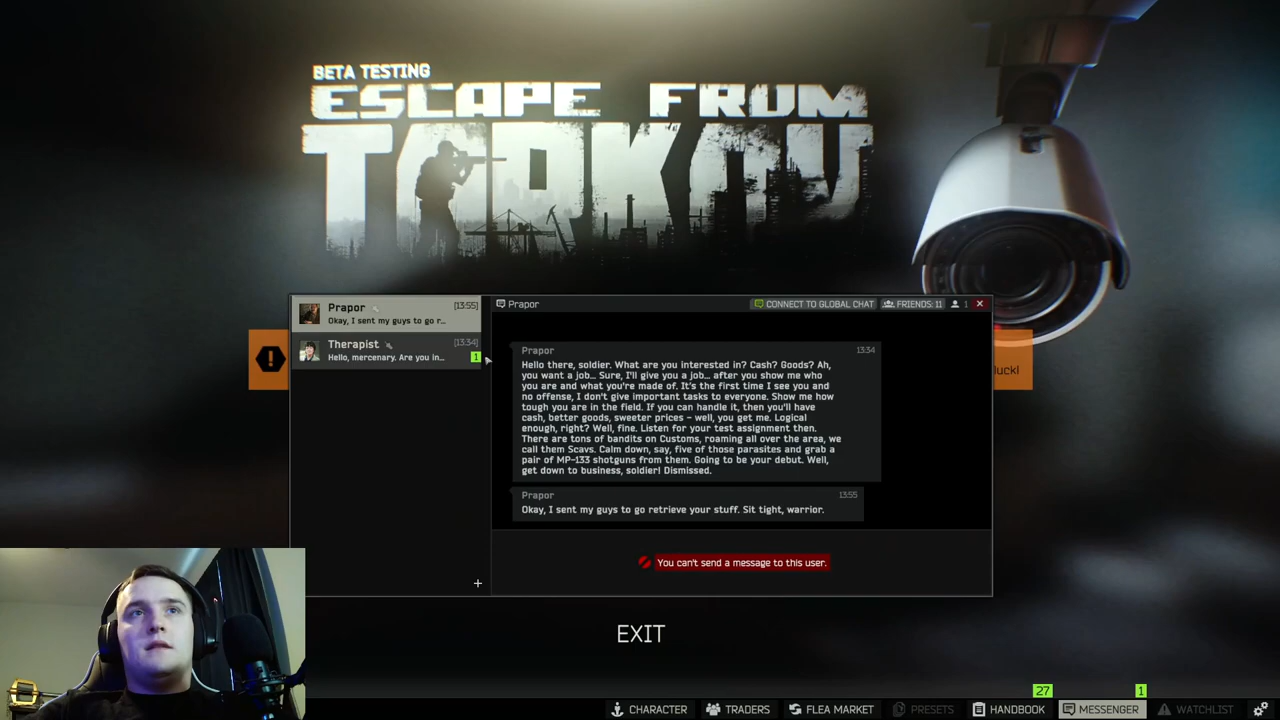 BETA TESTING
ESCAPE FROM
TARKOV
Prapor
[13:55]
Okay, I sent my guys to go r...
Therapist
[13:34]
Hello, mercenary. Are you in...
1
Prapor
CONNECT TO GLOBAL CHAT
FRIENDS: 11
1
Prapor
13:34
Hello there, soldier. What are you interested in? Cash? Goods? Ah,
you want a job... Sure, I'll give you a job... after you show me who
you are and what you're made of. It's the first time I see you and
no offense, I don't give important tasks to everyone. Show me how
tough you are in the field. If you can handle it, then you'll have
cash, better goods, sweeter prices – well, you get me. Logical
enough, right? Well, fine. Listen for your test assignment then.
There are tons of bandits on Customs, roaming all over the area, we
call them Scavs. Calm down, say, five of those parasites and grab a
pair of MP-133 shotguns from them. Going to be your debut. Well,
get down to business, soldier! Dismissed.
Prapor
13:55
Okay, I sent my guys to go retrieve your stuff. Sit tight, warrior.
You can't send a message to this user.
+
luck!
EXIT
27
1
CHARACTER
TRADERS
FLEA MARKET
PRESETS
HANDBOOK
MESSENGER
WATCHLIST